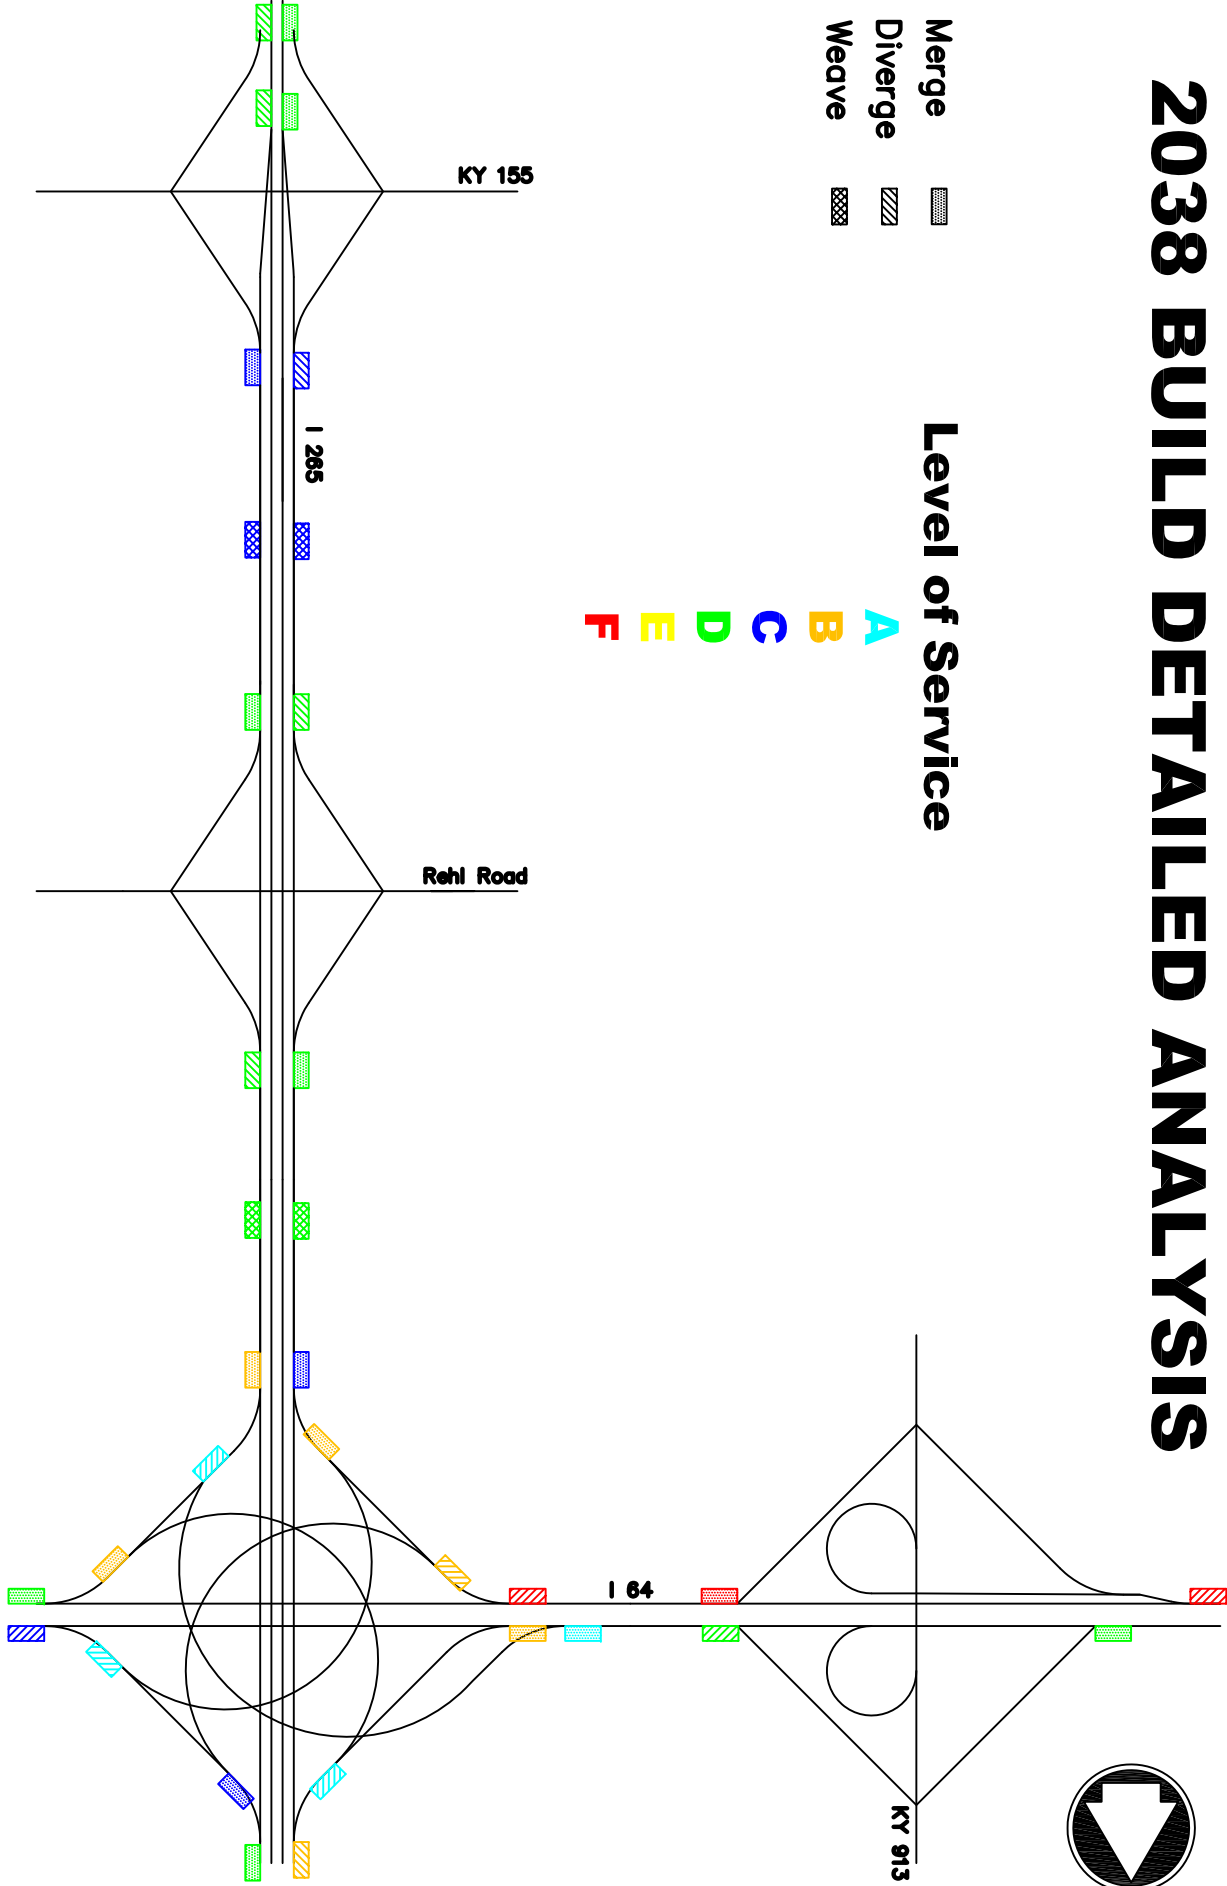 2038 BUILD DETAILED ANALYSIS
Merge
Diverge
Weave
Level of Service
A
B
C
D
E
F
KY 155
I 265
Rehl Road
I 64
KY 913